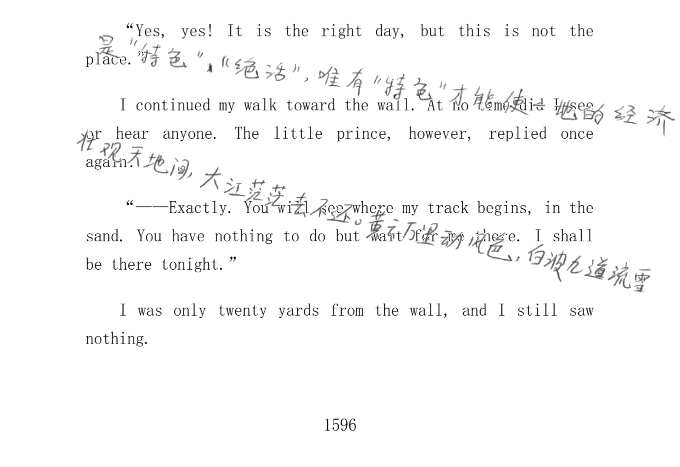 “Yes, yes! It is the right day, but this is not the
place.
是“特色”、“绝活”，唯有“特色”才能使一地的经济
I continued my walk toward the wall. At no time did I see
or hear anyone. The little prince, however, replied once
again:
壮观天地间，大江茫茫去不还。黄云万里动风色，白波九道流雪
“——Exactly. You will see where my track begins, in the
sand. You have nothing to do but wait for me there. I shall
be there tonight.”
I was only twenty yards from the wall, and I still saw
nothing.
1596